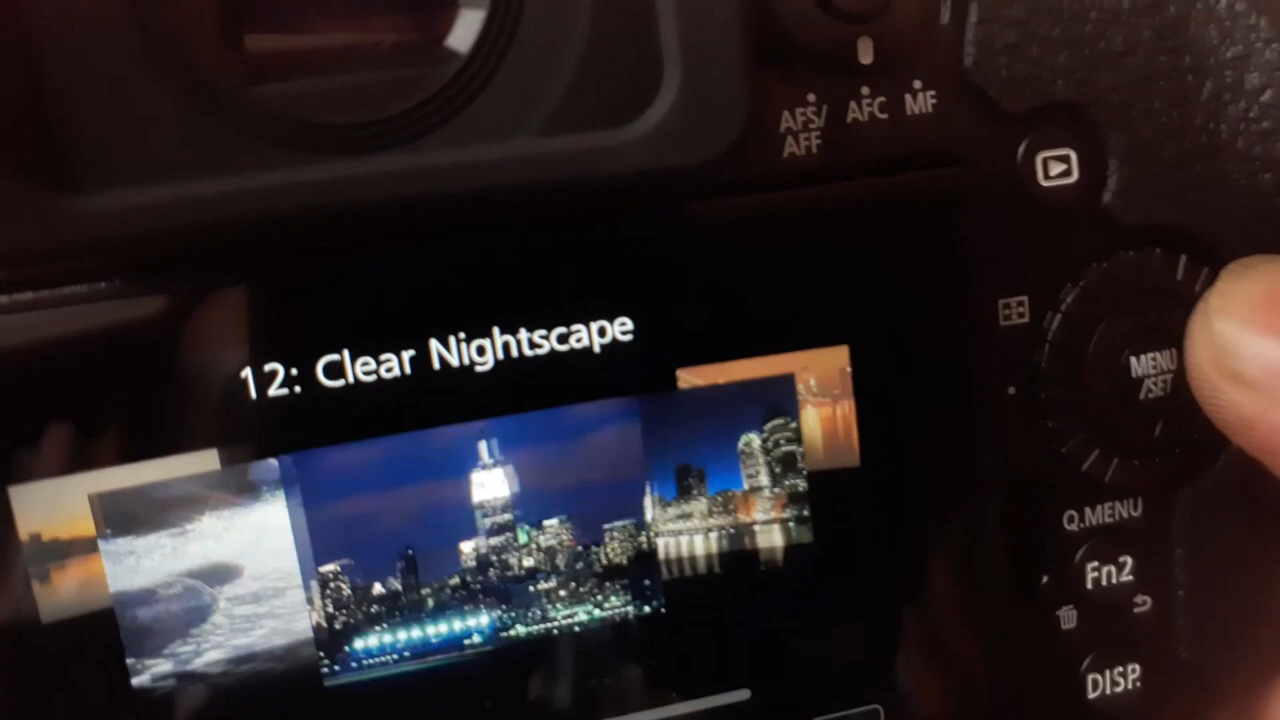 AFS/
AFF
AFC
MF
12: Clear Nightscape
MENU
/SET
Q.MENU
Fn2
DISP.